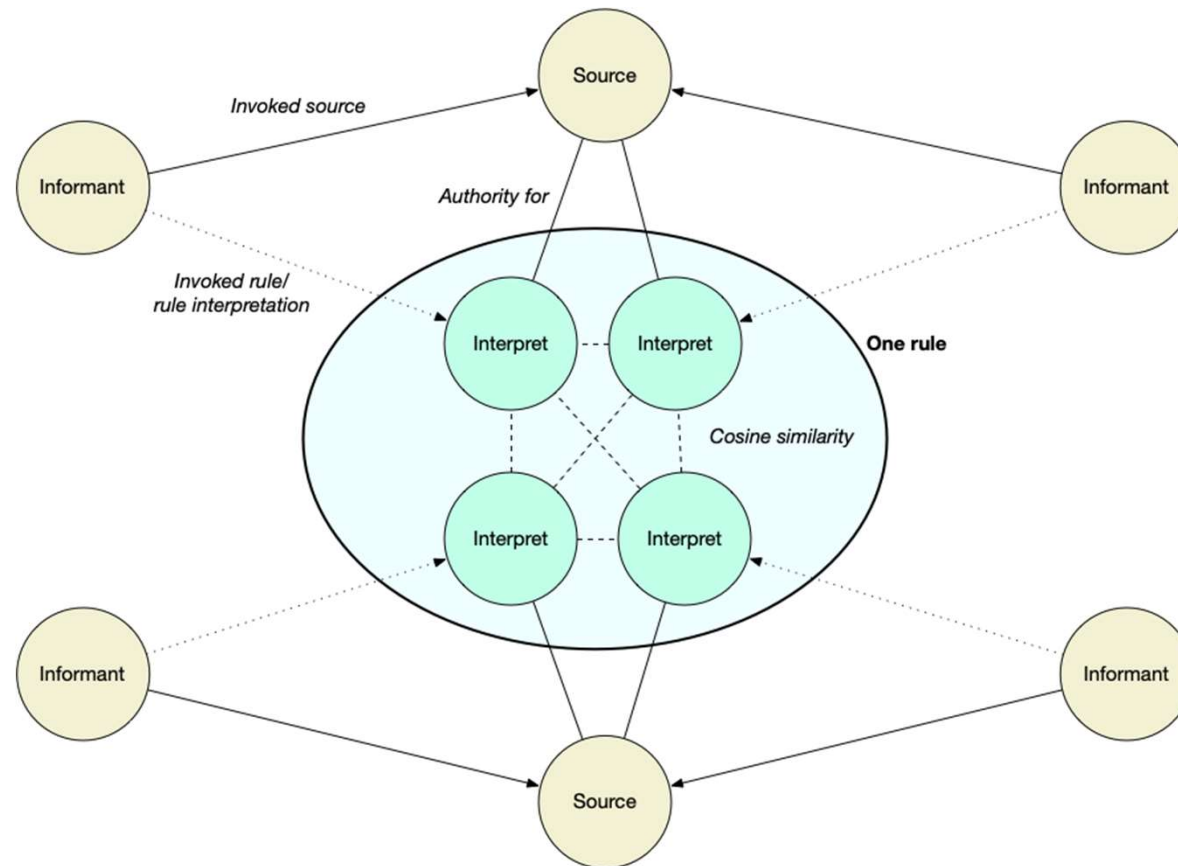 Source
Invoked source
Informant
Informant
Authority for
Invoked rule/
rule interpretation
Interpret
Interpret
One rule
Cosine similarity
Interpret
Interpret
Informant
Informant
Source